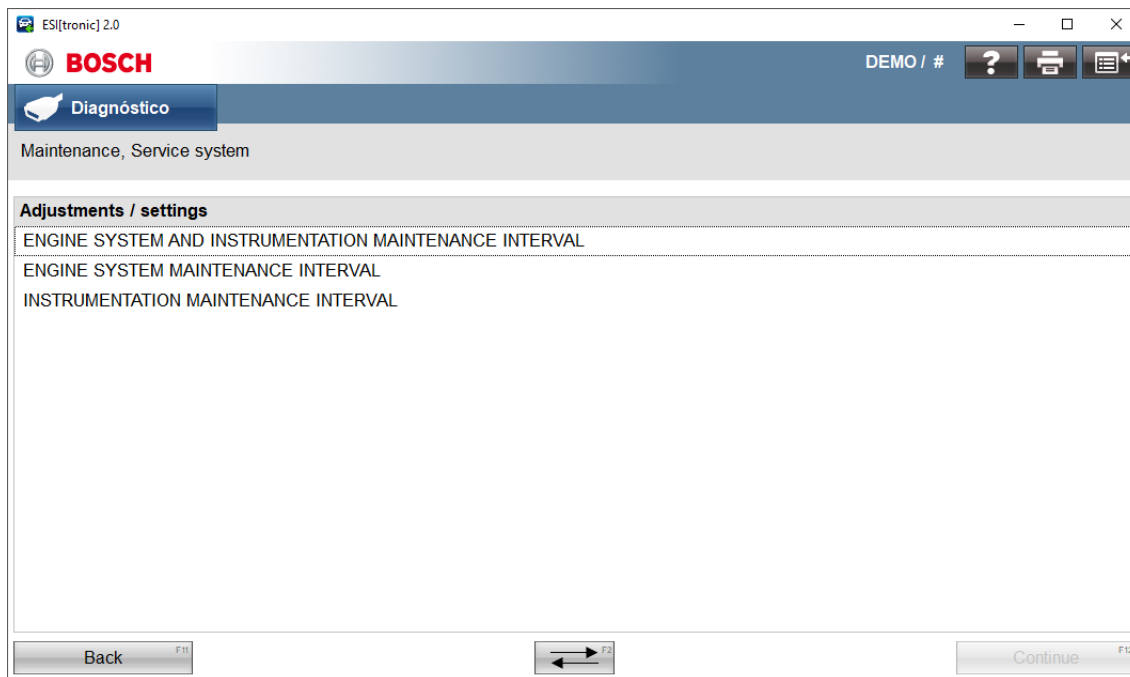 ESI[tronic] 2.0
BOSCH
DEMO / #
?
Diagnóstico
Maintenance, Service system
Adjustments / settings
ENGINE SYSTEM AND INSTRUMENTATION MAINTENANCE INTERVAL
ENGINE SYSTEM MAINTENANCE INTERVAL
INSTRUMENTATION MAINTENANCE INTERVAL
Back F11
F2
Continue F12